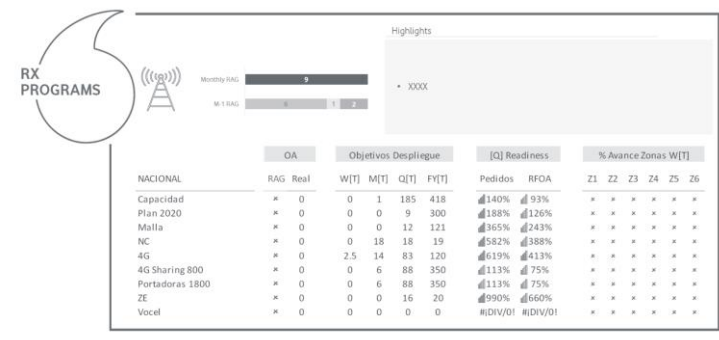 Highlights
RX
PROGRAMS
Monthly RAG 9
M-1 RAG 6 1 2
• XXXX
OA Objetivos Despliegue [Q] Readiness % Avance Zonas W[T]
NACIONAL RAG Real W[T] M[T] Q[T] FY[T] Pedidos RFOA Z1 Z2 Z3 Z4 Z5 Z6
Capacidad × 0 0 1 185 418 140% 93% × × × × × ×
Plan 2020 × 0 0 0 9 300 188% 126% × × × × × ×
Malla × 0 0 0 12 121 365% 243% × × × × × ×
NC × 0 0 18 18 19 582% 388% × × × × × ×
4G × 0 2.5 14 83 120 619% 413% × × × × × ×
4G Sharing 800 × 0 0 6 88 350 113% 75% × × × × × ×
Portadoras 1800 × 0 0 6 88 350 113% 75% × × × × × ×
ZE × 0 0 0 16 20 990% 660% × × × × × ×
Vocel × 0 0 0 0 0 #¡DIV/0! #¡DIV/0! × × × × × ×